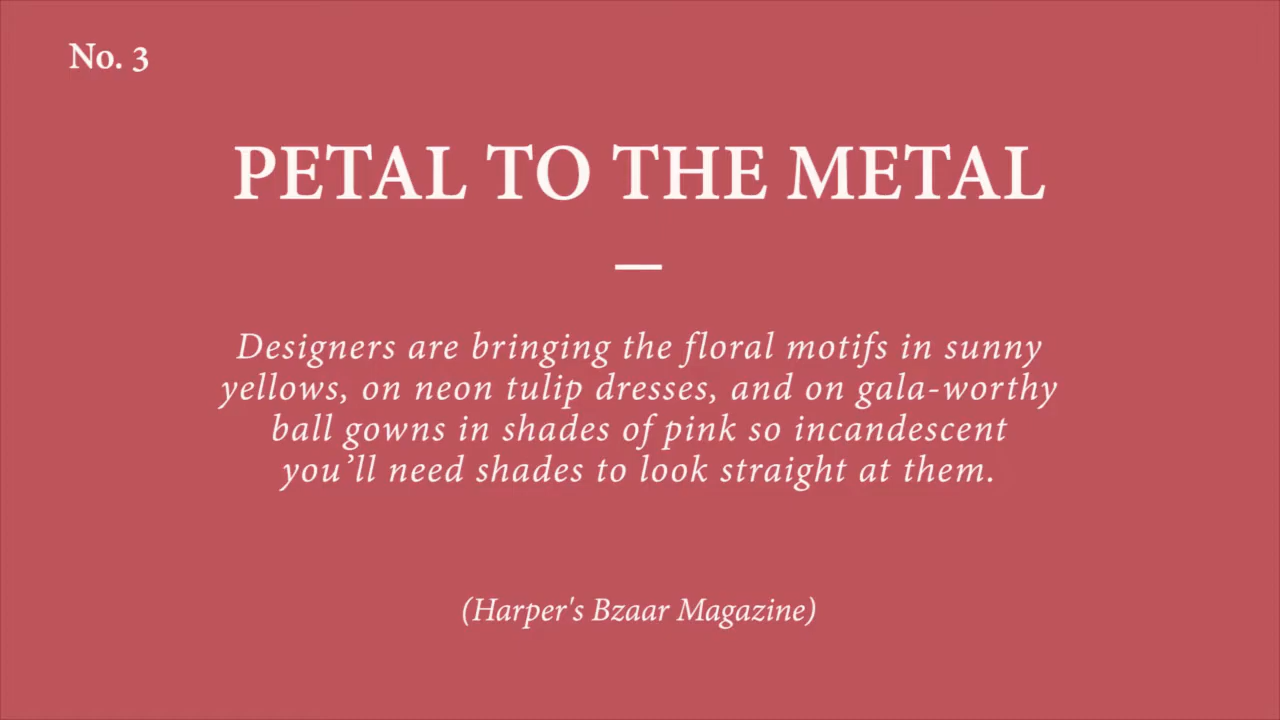 No. 3
PETAL TO THE METAL
Designers are bringing the floral motifs in sunny
yellows, on neon tulip dresses, and on gala-worthy
ball gowns in shades of pink so incandescent
you’ll need shades to look straight at them.
(Harper's Bzaar Magazine)